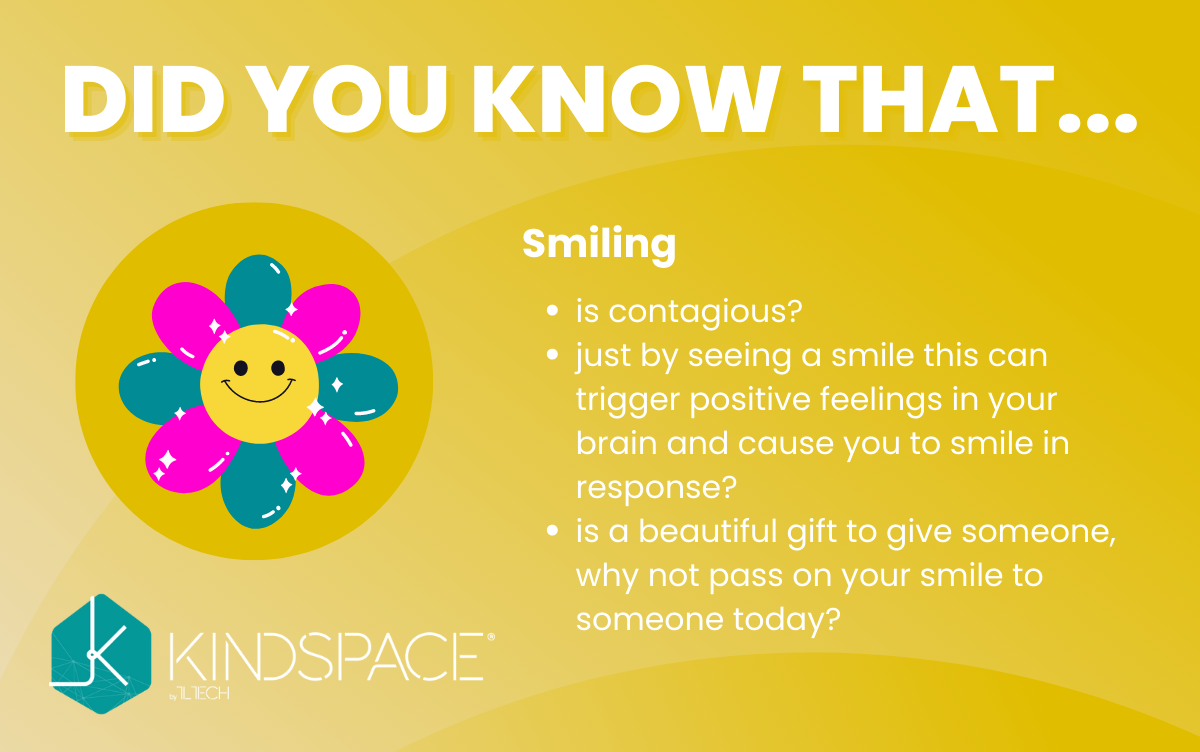 DID YOU KNOW THAT...
Smiling
• is contagious?
• just by seeing a smile this can
trigger positive feelings in your
brain and cause you to smile in
response?
• is a beautiful gift to give someone,
why not pass on your smile to
someone today?
KINDSPACE®
by TLTECH